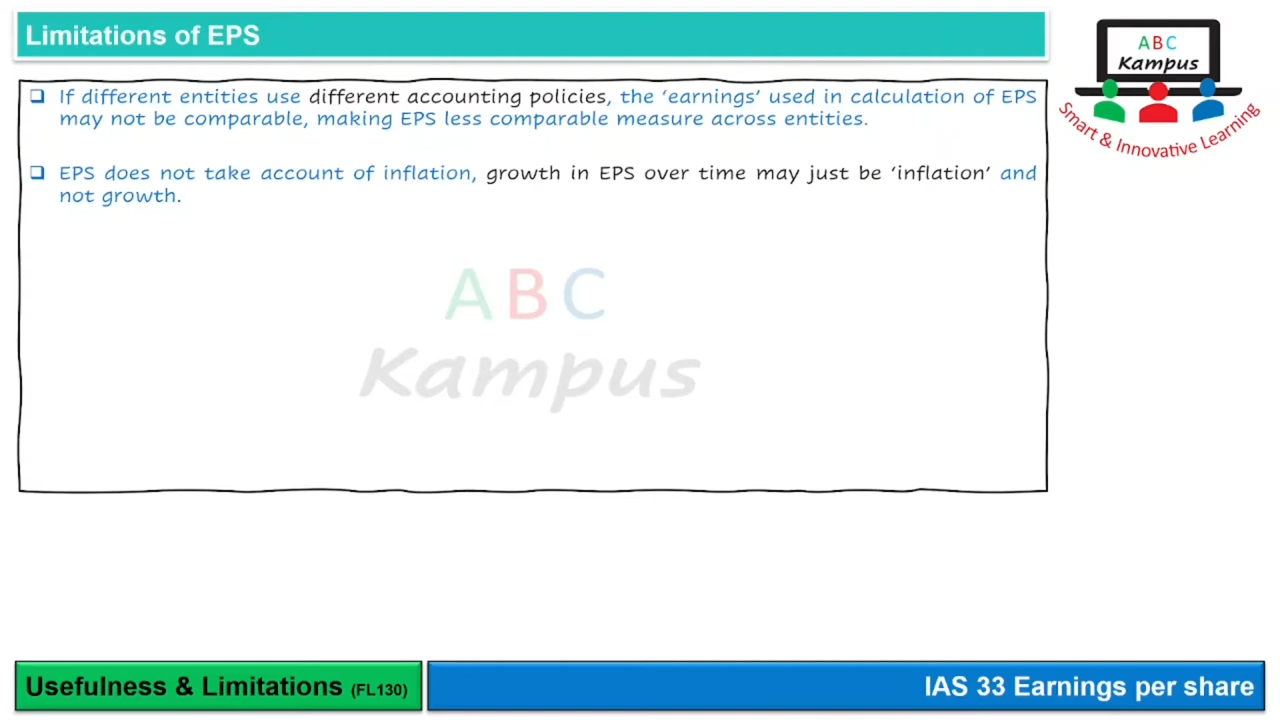 Limitations of EPS
A B C
Kampus
Smart & Innovative Learning
❑ If different entities use different accounting policies, the ‘earnings’ used in calculation of EPS
may not be comparable, making EPS less comparable measure across entities.
❑ EPS does not take account of inflation, growth in EPS over time may just be ‘inflation’ and
not growth.
A B C
Kampus
Usefulness & Limitations (FL130)
IAS 33 Earnings per share